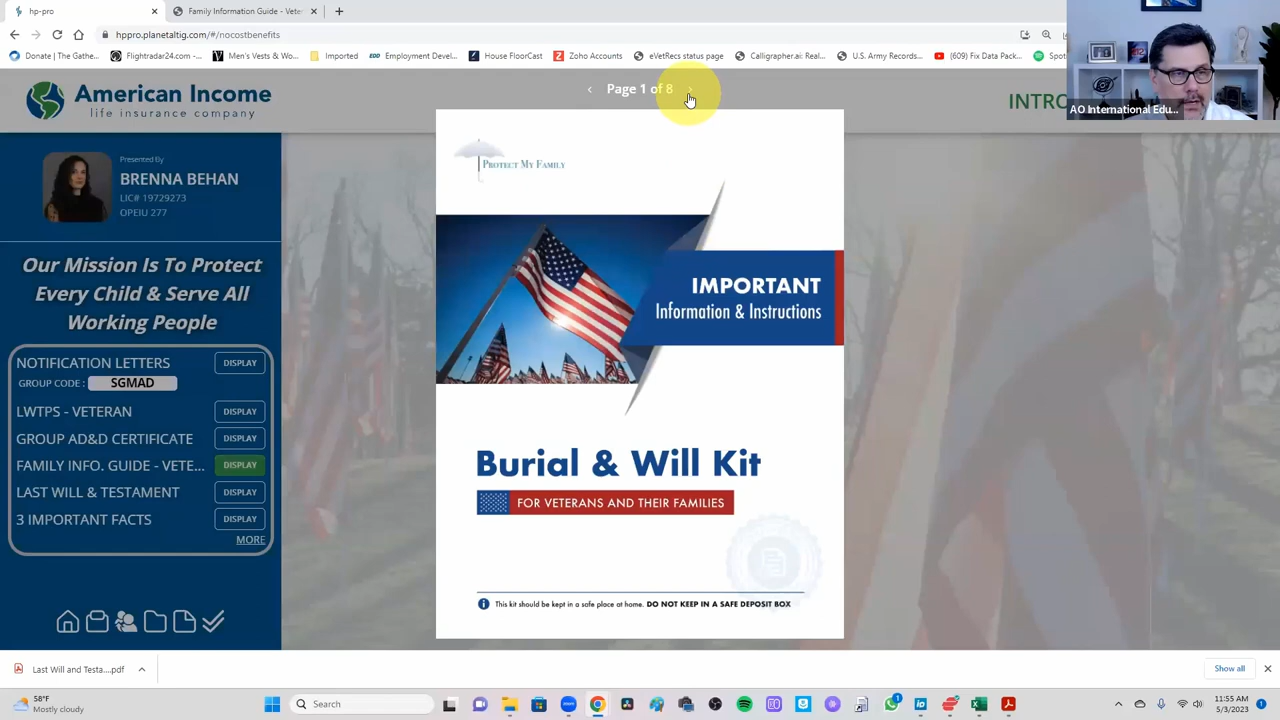 hp-pro
Family Information Guide - Vete
hppro.planetaltig.com/#/nocostbenefits
Donate | The Gathe...
Flightradar24.com -...
Men's Vests & Wo...
Imported
EDD
Employment Devel...
House FloorCast
Zoho Accounts
eVetRecs status page
Calligrapher.ai: Real...
U.S. Army Records...
(609) Fix Data Pack...
AO International Edu...
American Income
life insurance company
Page 1 of 8
INTRO
Presented By
BRENNA BEHAN
LIC# 19729273
OPEIU 277
Our Mission Is To Protect
Every Child & Serve All
Working People
NOTIFICATION LETTERS
DISPLAY
GROUP CODE :
SGMAD
LWTPS - VETERAN
DISPLAY
GROUP AD&D CERTIFICATE
DISPLAY
FAMILY INFO. GUIDE - VETE...
DISPLAY
LAST WILL & TESTAMENT
DISPLAY
3 IMPORTANT FACTS
DISPLAY
MORE
PROTECT MY FAMILY
IMPORTANT
Information & Instructions
Burial & Will Kit
FOR VETERANS AND THEIR FAMILIES
This kit should be kept in a safe place at home. DO NOT KEEP IN A SAFE DEPOSIT BOX
Last Will and Testa....pdf
Show all
58°F
Mostly cloudy
Search
1
11:55 AM
5/3/2023